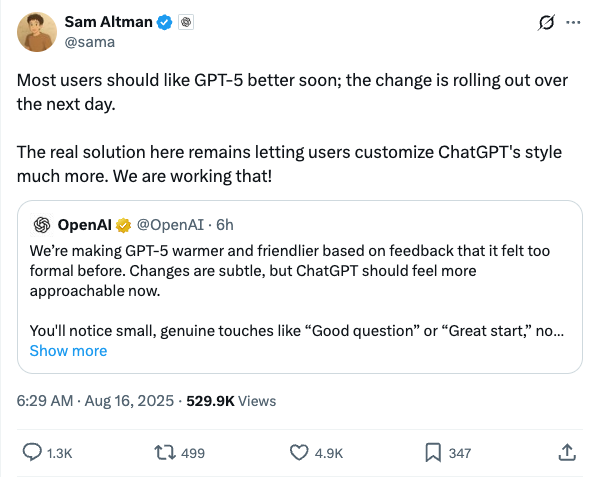 Sam Altman
@sama
Most users should like GPT-5 better soon; the change is rolling out over
the next day.
The real solution here remains letting users customize ChatGPT's style
much more. We are working that!
OpenAI @OpenAI · 6h
We’re making GPT-5 warmer and friendlier based on feedback that it felt too
formal before. Changes are subtle, but ChatGPT should feel more
approachable now.
You'll notice small, genuine touches like “Good question” or “Great start,” no...
Show more
6:29 AM · Aug 16, 2025 · 529.9K Views
1.3K 499 4.9K 347